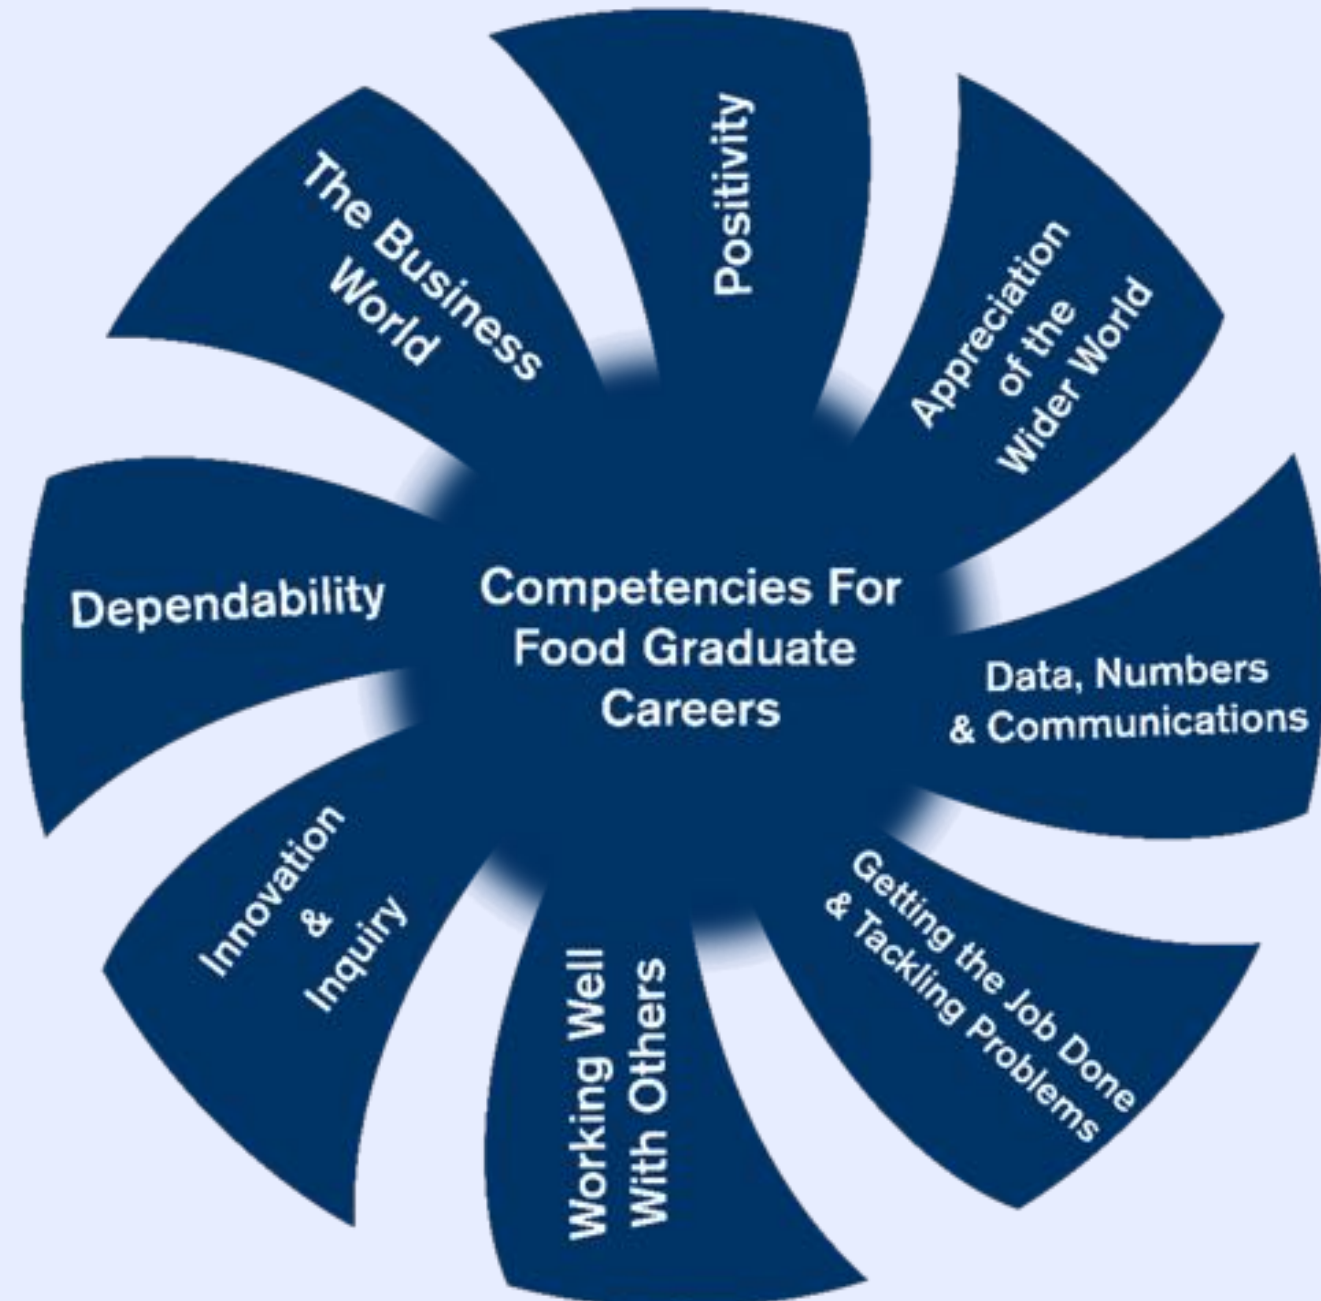 Positivity
Appreciation
of the
Wider World
Data, Numbers
& Communications
Getting the Job Done
& Tackling Problems
Working Well
With Others
Innovation
&
Inquiry
Dependability
The Business
World
Competencies For
Food Graduate
Careers